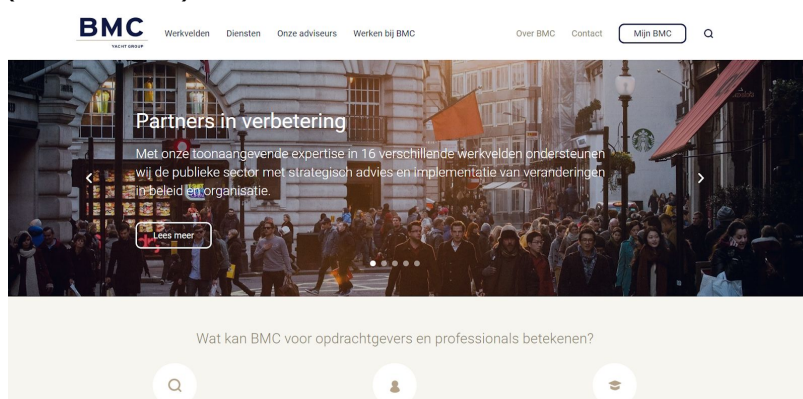 BMC
YACHT GROUP
Werkvelden
Diensten
Onze adviseurs
Werken bij BMC
Over BMC
Contact
Mijn BMC
Partners in verbetering
Met onze toonaangevende expertise in 16 verschillende werkvelden ondersteunen
wij de publieke sector met strategisch advies en implementatie van veranderingen
in beleid en organisatie.
Lees meer
Wat kan BMC voor opdrachtgevers en professionals betekenen?